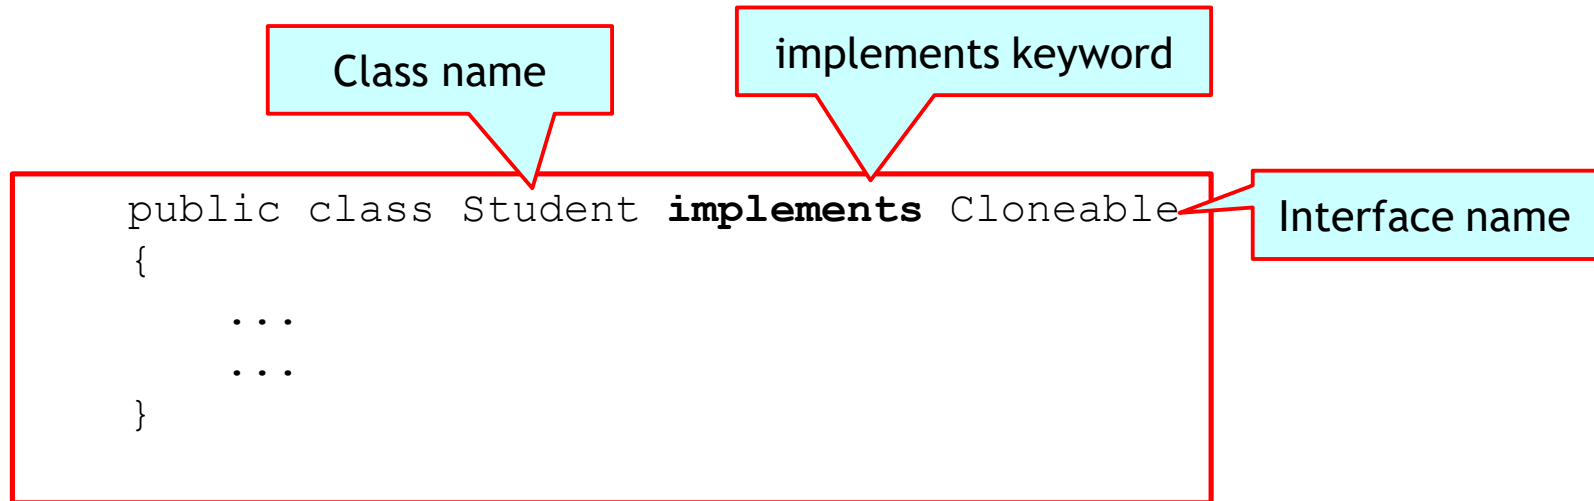 Class name
implements keyword
public class Student implements Cloneable
Interface name
{
...
...
}